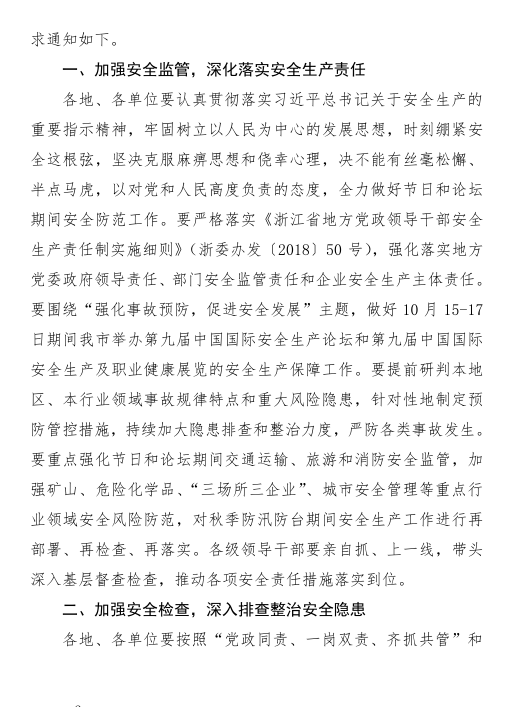 求通知如下。
一、加强安全监管，深化落实安全生产责任
各地、各单位要认真贯彻落实习近平总书记关于安全生产的
重要指示精神，牢固树立以人民为中心的发展思想，时刻绷紧安
全这根弦，坚决克服麻痹思想和侥幸心理，决不能有丝毫松懈、
半点马虎，以对党和人民高度负责的态度，全力做好节日和论坛
期间安全防范工作。要严格落实《浙江省地方党政领导干部安全
生产责任制实施细则》（浙委办发〔2018〕50 号），强化落实地方
党委政府领导责任、部门安全监管责任和企业安全生产主体责任。
要围绕“强化事故预防，促进安全发展”主题，做好 10 月 15-17
日期间我市举办第九届中国国际安全生产论坛和第九届中国国际
安全生产及职业健康展览的安全生产保障工作。要提前研判本地
区、本行业领域事故规律特点和重大风险隐患，针对性地制定预
防管控措施，持续加大隐患排查和整治力度，严防各类事故发生。
要重点强化节日和论坛期间交通运输、旅游和消防安全监管，加
强矿山、危险化学品、“三场所三企业”、城市安全管理等重点行
业领域安全风险防范，对秋季防汛防台期间安全生产工作进行再
部署、再检查、再落实。各级领导干部要亲自抓、上一线，带头
深入基层督查检查，推动各项安全责任措施落实到位。
二、加强安全检查，深入排查整治安全隐患
各地、各单位要按照“党政同责、一岗双责、齐抓共管”和